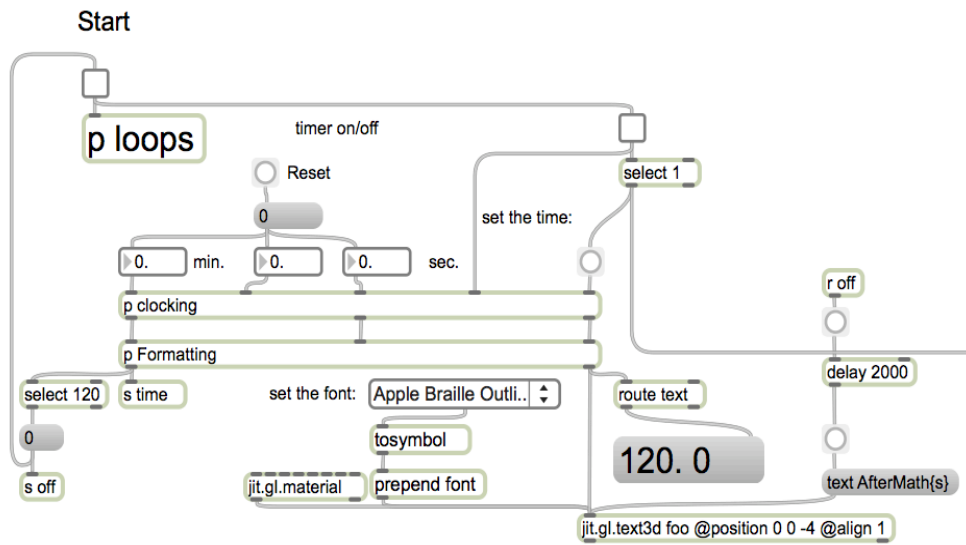 Start
p loops
timer on/off
Reset
select 1
0
set the time:
0. min. 0. 0. sec.
p clocking
r off
p Formatting
delay 2000
select 120 s time set the font: Apple Braille Outli.. route text
0
tosymbol
120. 0
s off jit.gl.material prepend font text AfterMath{s}
jit.gl.text3d foo @position 0 0 -4 @align 1